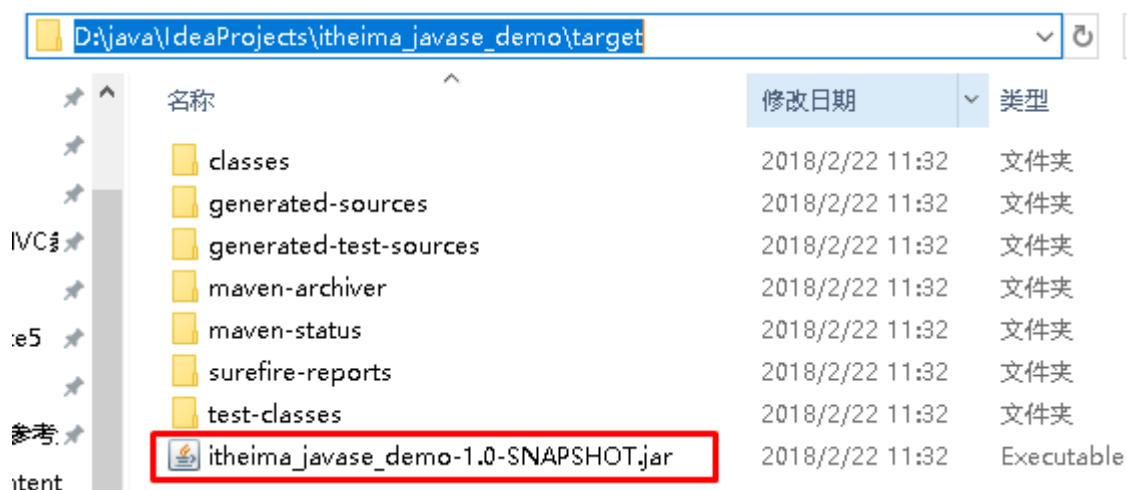 D:\java\IdeaProjects\itheima_javase_demo\target
名称 修改日期 类型
classes 2018/2/22 11:32 文件夹
generated-sources 2018/2/22 11:32 文件夹
generated-test-sources 2018/2/22 11:32 文件夹
maven-archiver 2018/2/22 11:32 文件夹
maven-status 2018/2/22 11:32 文件夹
surefire-reports 2018/2/22 11:32 文件夹
test-classes 2018/2/22 11:32 文件夹
参考
itheima_javase_demo-1.0-SNAPSHOT.jar 2018/2/22 11:32 Executable